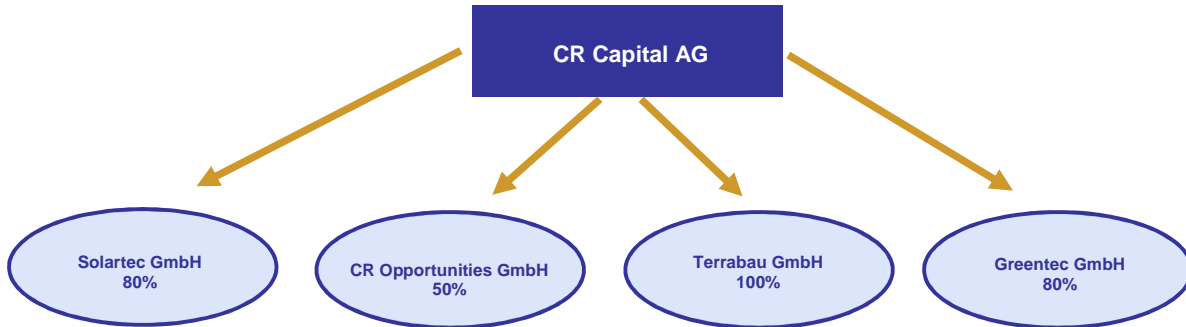 CR Capital AG
Solartec GmbH
80%
CR Opportunities GmbH
50%
Terrabau GmbH
100%
Greentec GmbH
80%